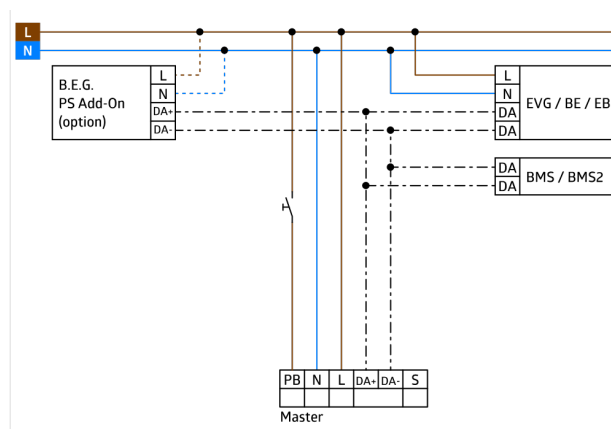 L
N
B.E.G.
PS Add-On
(option)
L
N
DA+
DA-
L
N
DA
DA
EVG / BE / EB
DA
DA
BMS / BMS2
PB N L DA+ DA- S
Master